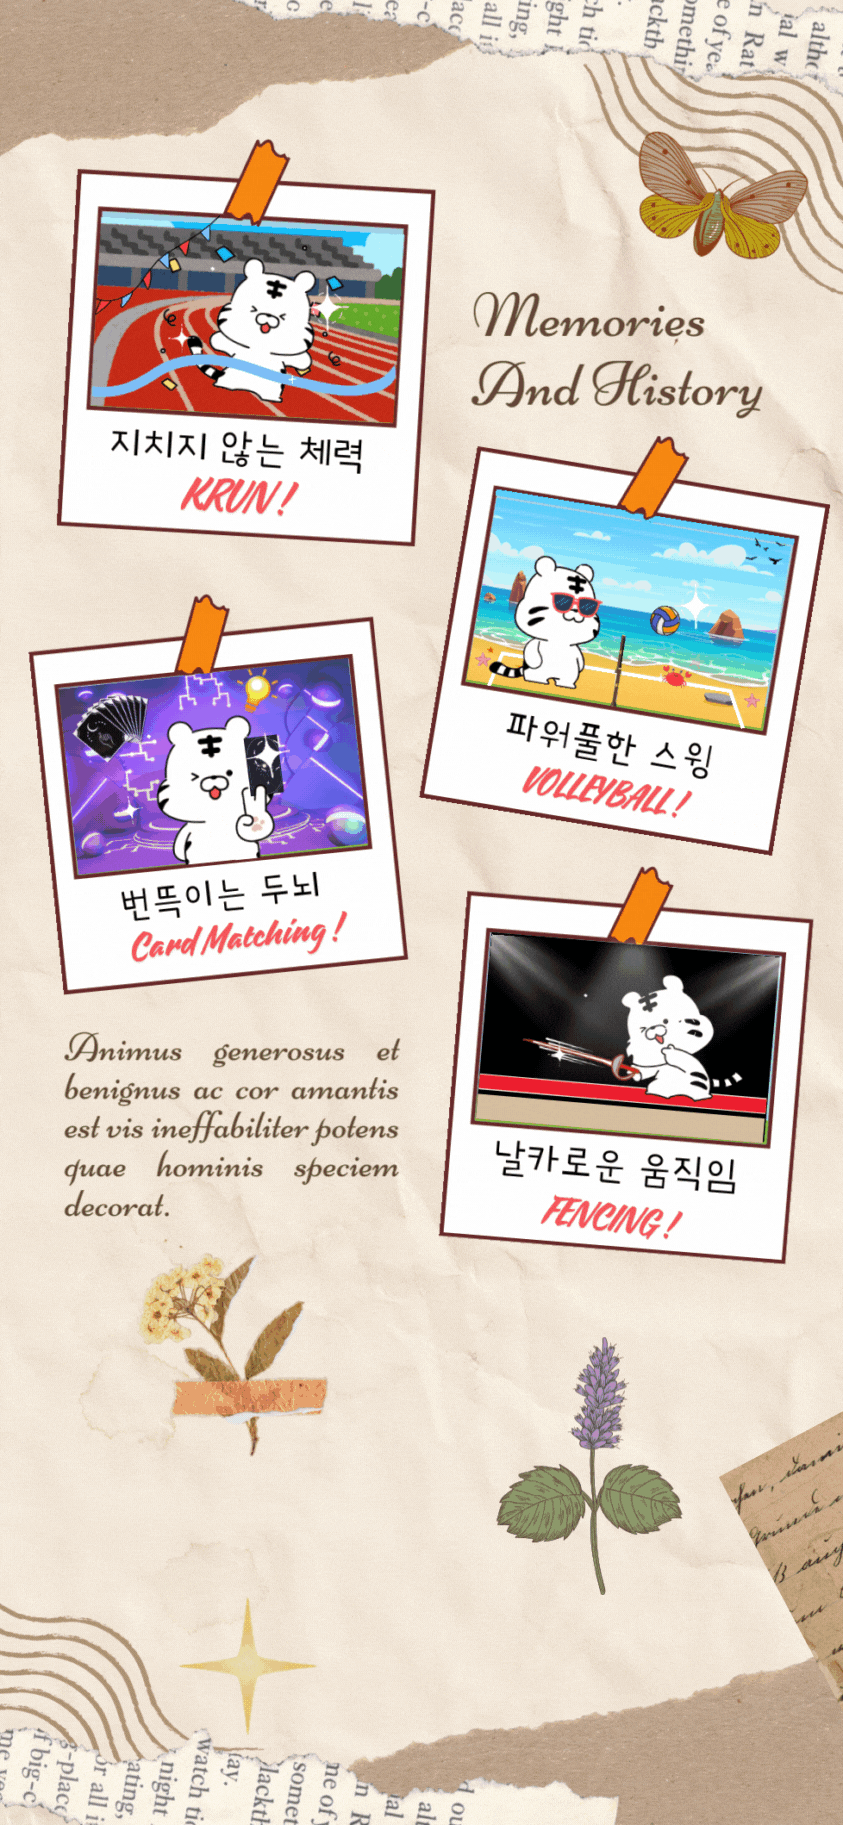 Memories
And History
지치지 않는 체력
KRUN!
파워풀한 스윙
VOLLEYBALL!
번뜩이는 두뇌
Card Matching!
날카로운 움직임
FENCING!
Animus generosus et
benignus ac cor amantis
est vis ineffabiliter potens
quae hominis speciem
decorat.